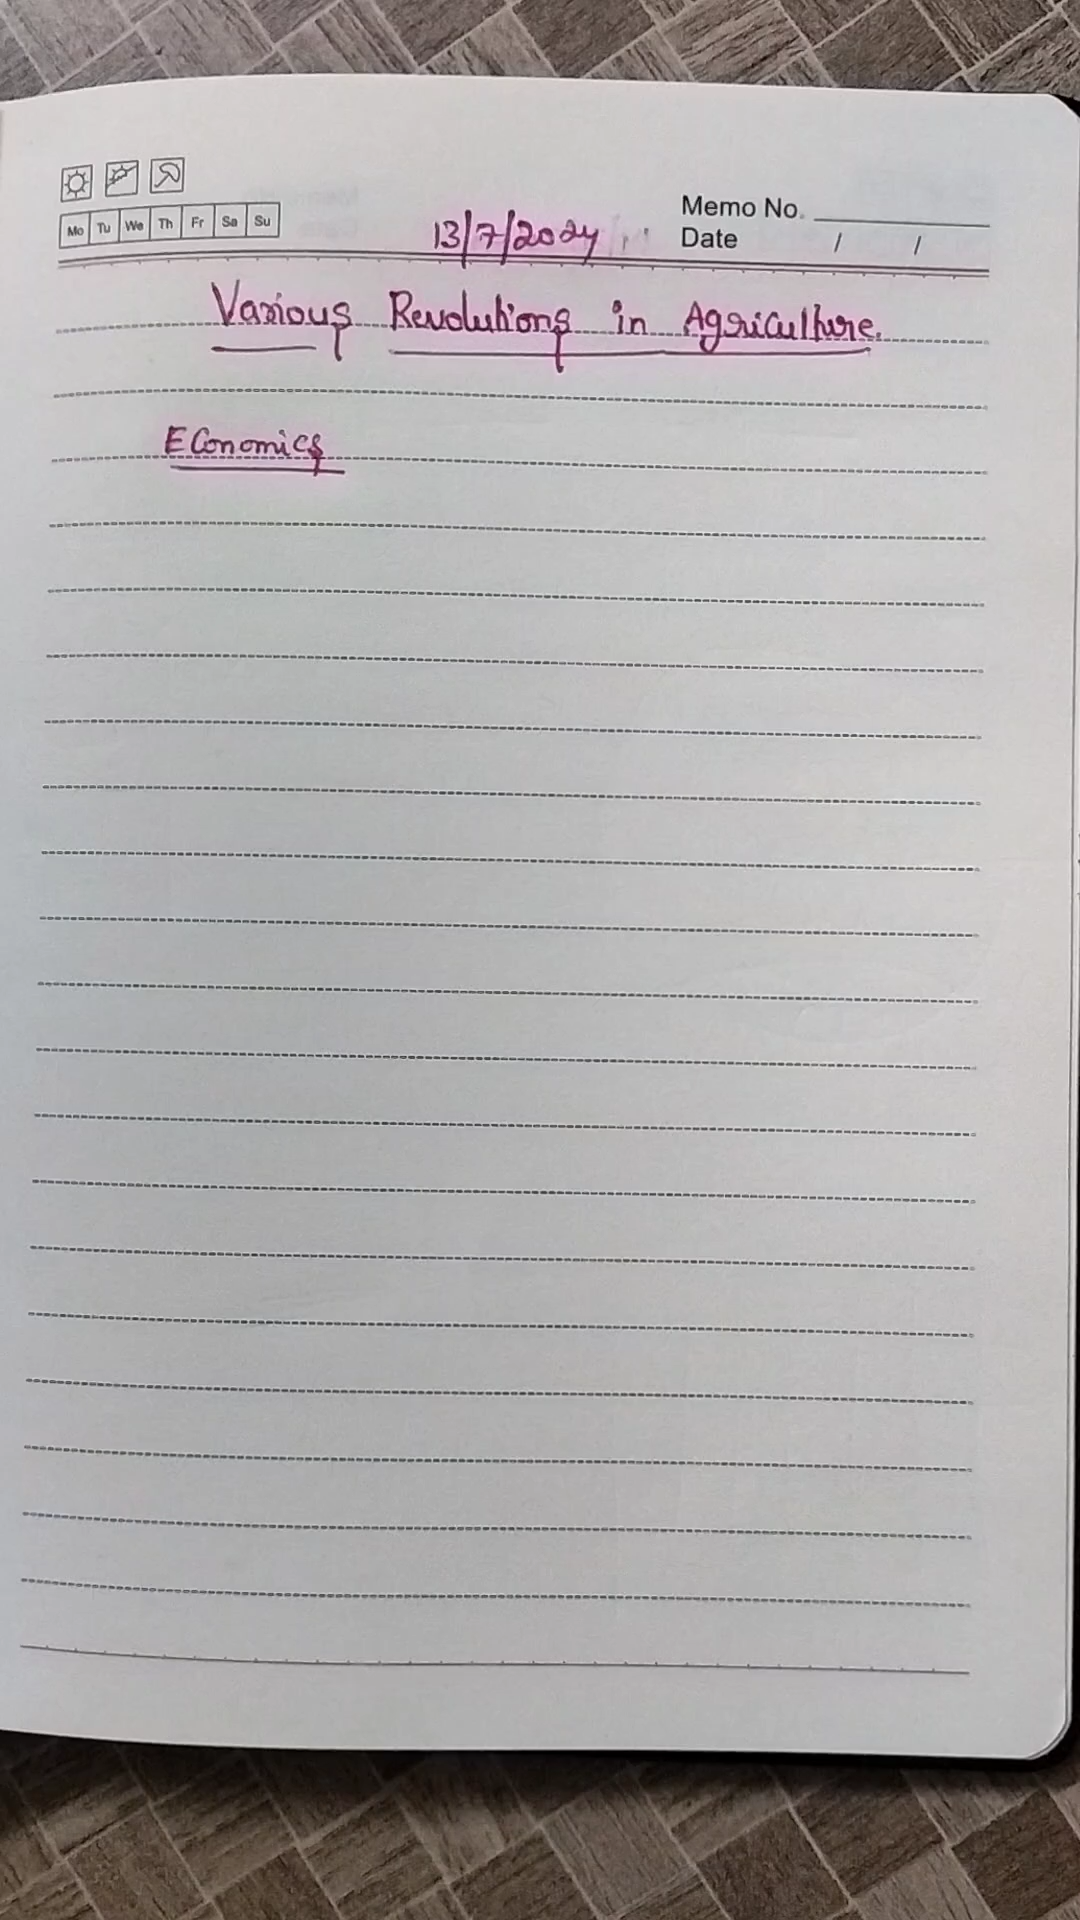 Mo Tu We Th Fr Sa Su
Memo No.
13/7/2024
Date / /
Various Revolutions in Agriculture.
Economics